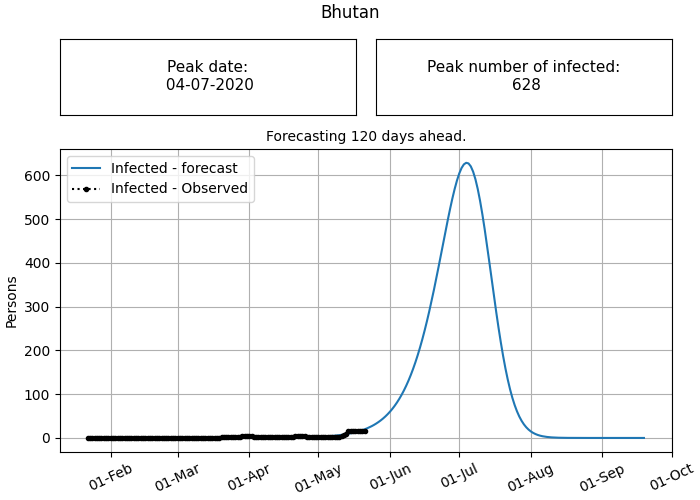 Bhutan
Peak date:
04-07-2020
Peak number of infected:
628
Forecasting 120 days ahead.
Infected - forecast
Infected - Observed
Persons
600
500
400
300
200
100
0
01-Feb
01-Mar
01-Apr
01-May
01-Jun
01-Jul
01-Aug
01-Sep
01-Oct